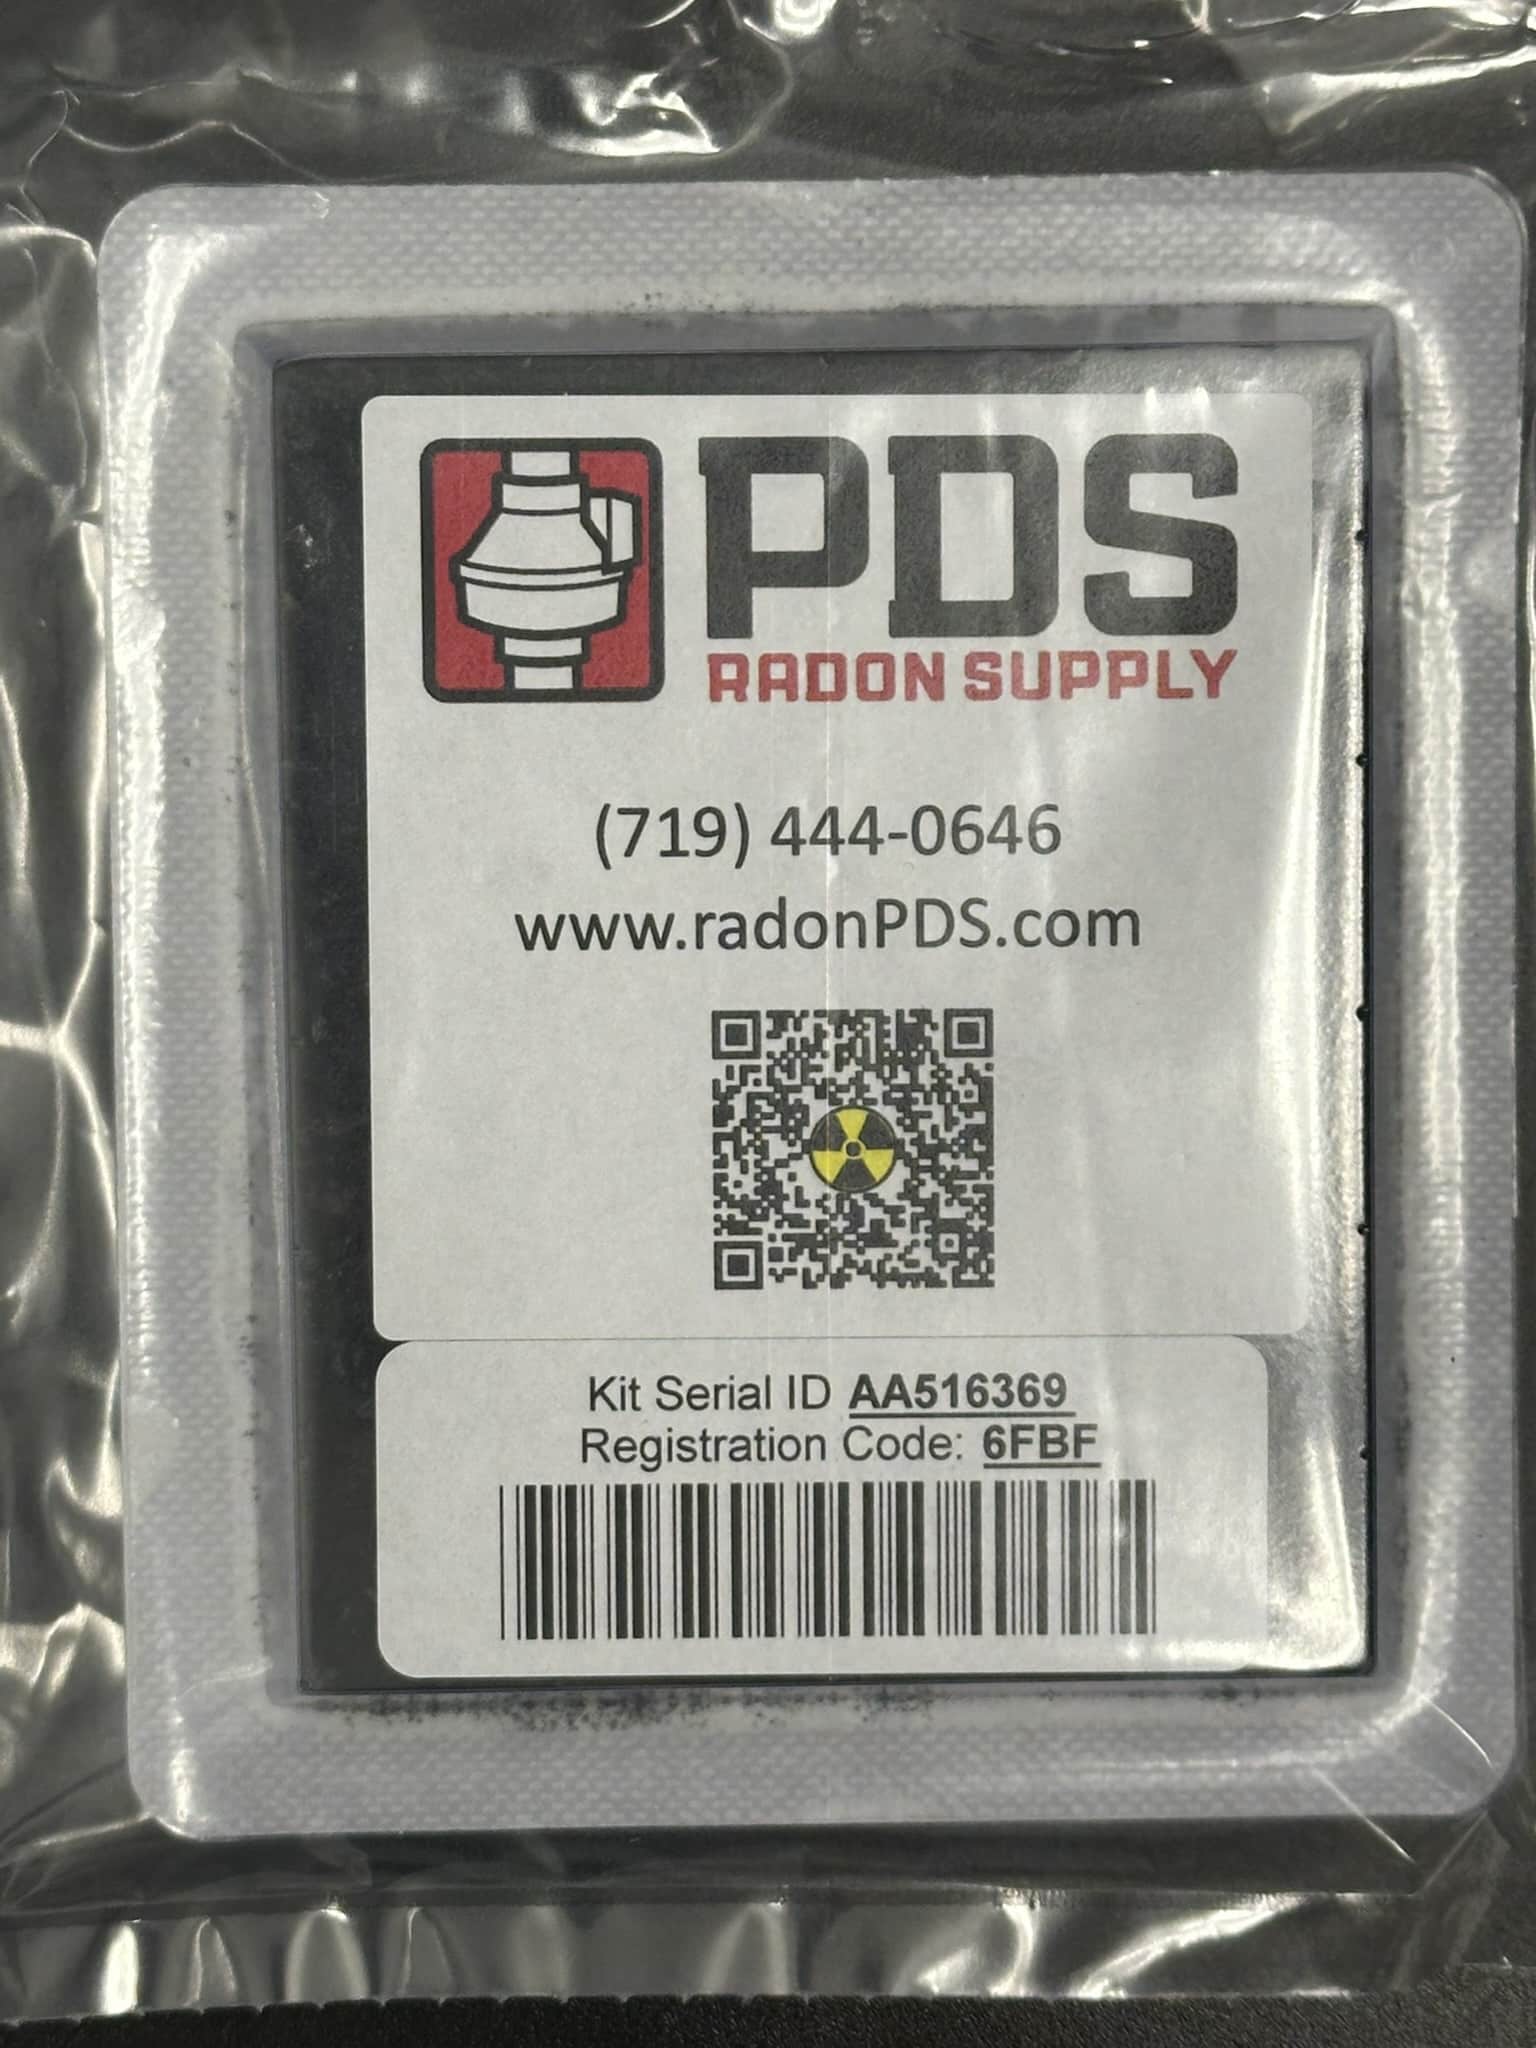 PDS
RADON SUPPLY
(719) 444-0646
www.radonPDS.com
Kit Serial ID AA516369
Registration Code: 6FBF